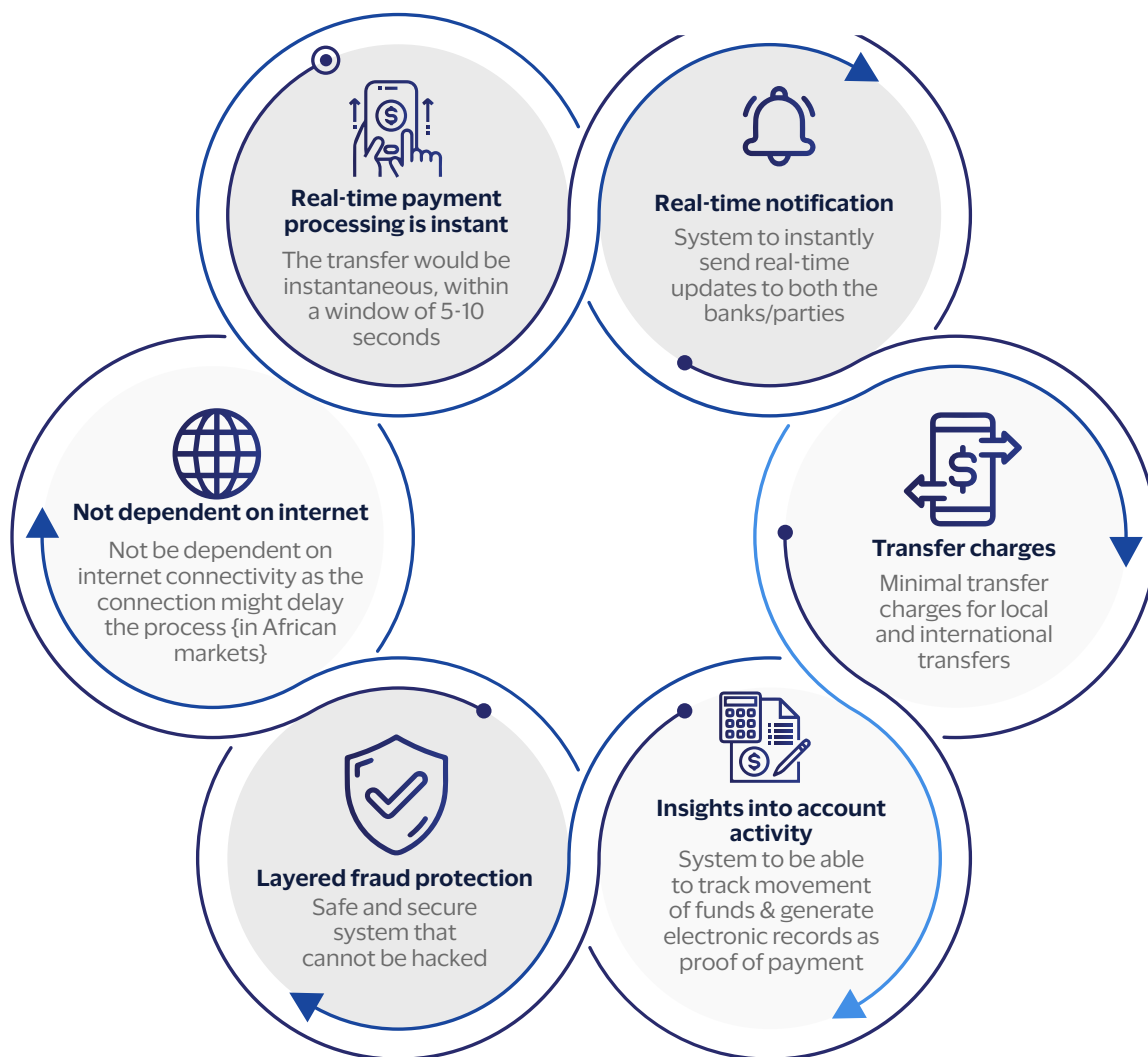 Real-time payment
processing is instant
The transfer would be
instantaneous, within
a window of 5-10
seconds
Real-time notification
System to instantly
send real-time
updates to both the
banks/parties
Transfer charges
Minimal transfer
charges for local
and international
transfers
Insights into account
activity
System to be able
to track movement
of funds & generate
electronic records as
proof of payment
Layered fraud protection
Safe and secure
system that
cannot be hacked
Not dependent on internet
Not be dependent on
internet connectivity as the
connection might delay
the process {in African
markets}